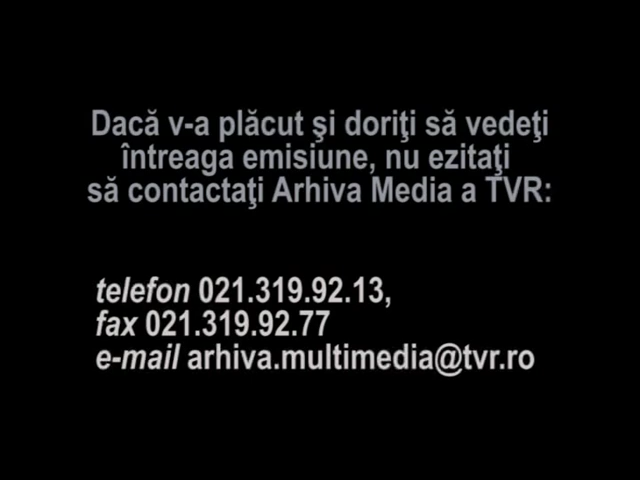 Dacă v-a plăcut şi doriţi să vedeţi
întreaga emisiune, nu ezitaţi
să contactaţi Arhiva Media a TVR:
telefon 021.319.92.13,
fax 021.319.92.77
e-mail arhiva.multimedia@tvr.ro